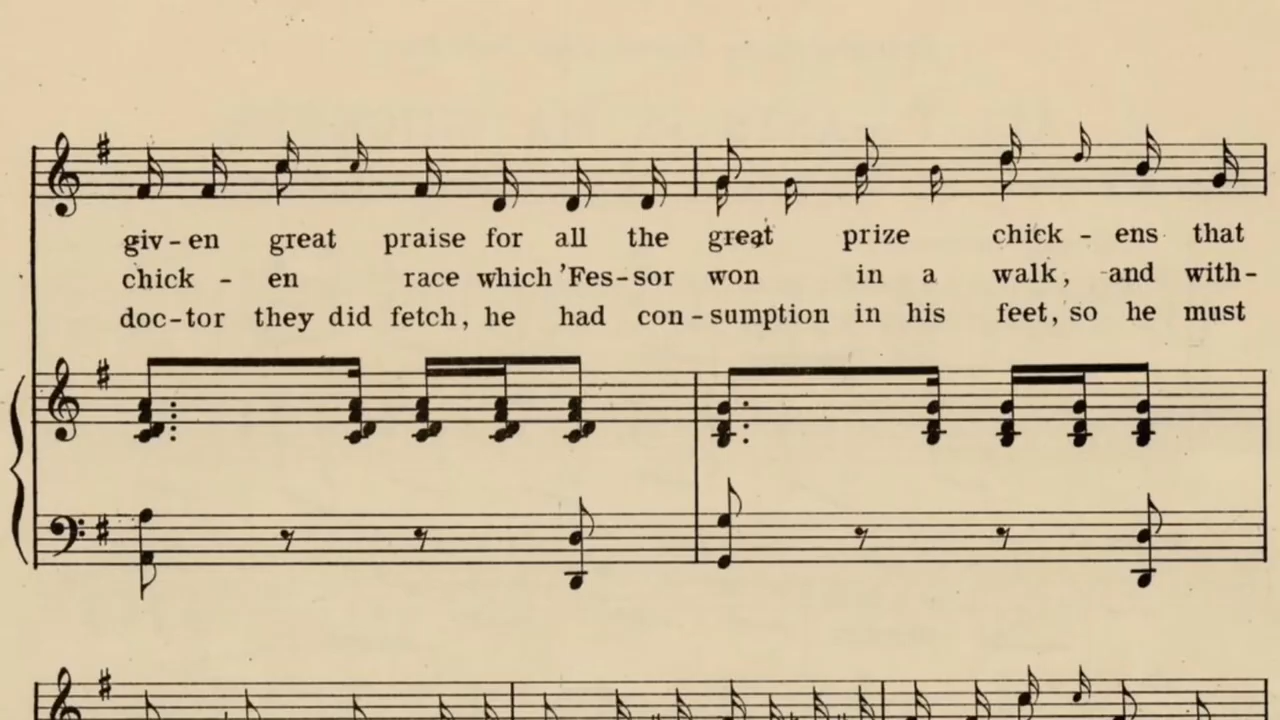 giv-en great praise for all the great prize chick - ens that
chick - en race which 'Fes-sor won in a walk, and with-
doc-tor they did fetch, he had con-sumption in his feet, so he must